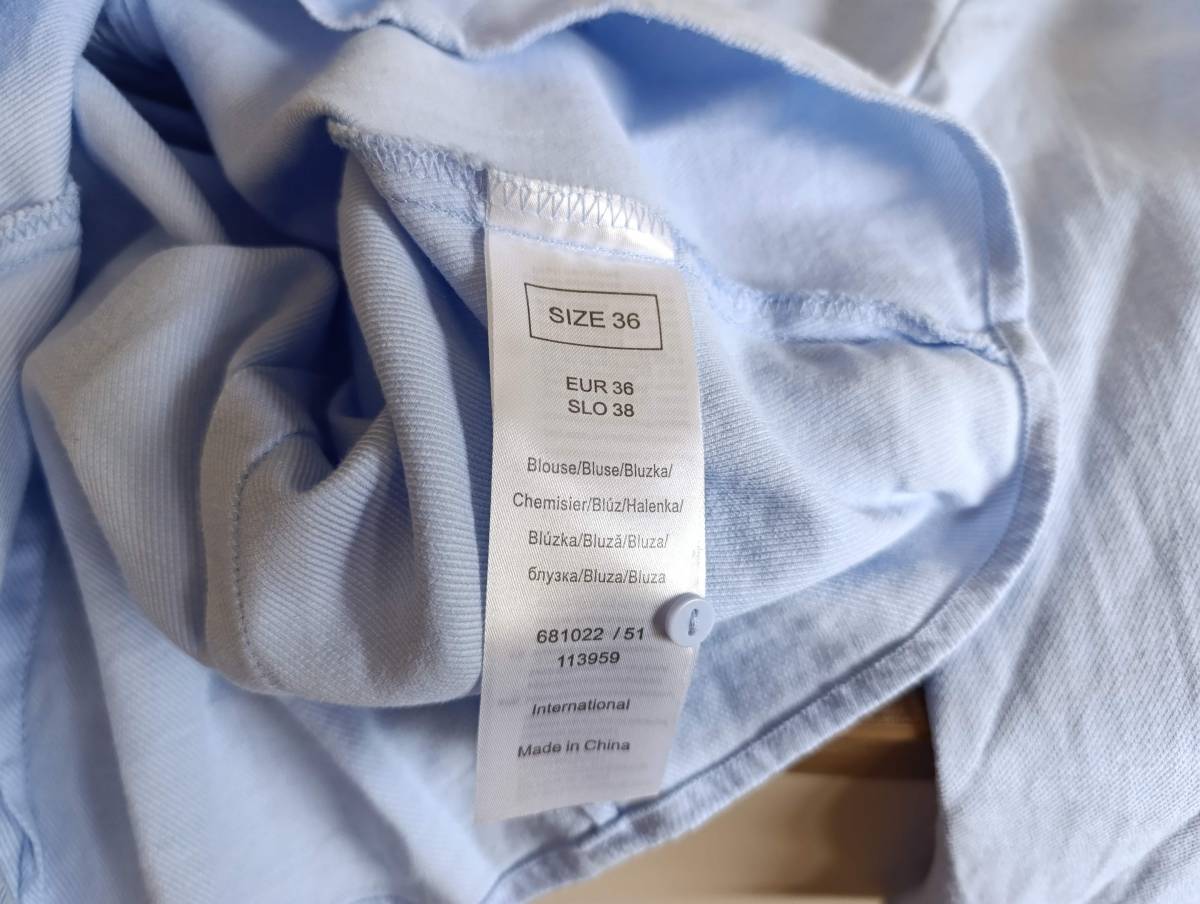 SIZE 36
EUR 36
SLO 38
Blouse/Bluse/Bluzka/
Chemisier/Blúz/Halenka/
Blúzka/Bluză/Bluza/
блузка/Bluza/Bluza
681022 / 51
113959
International
Made in China